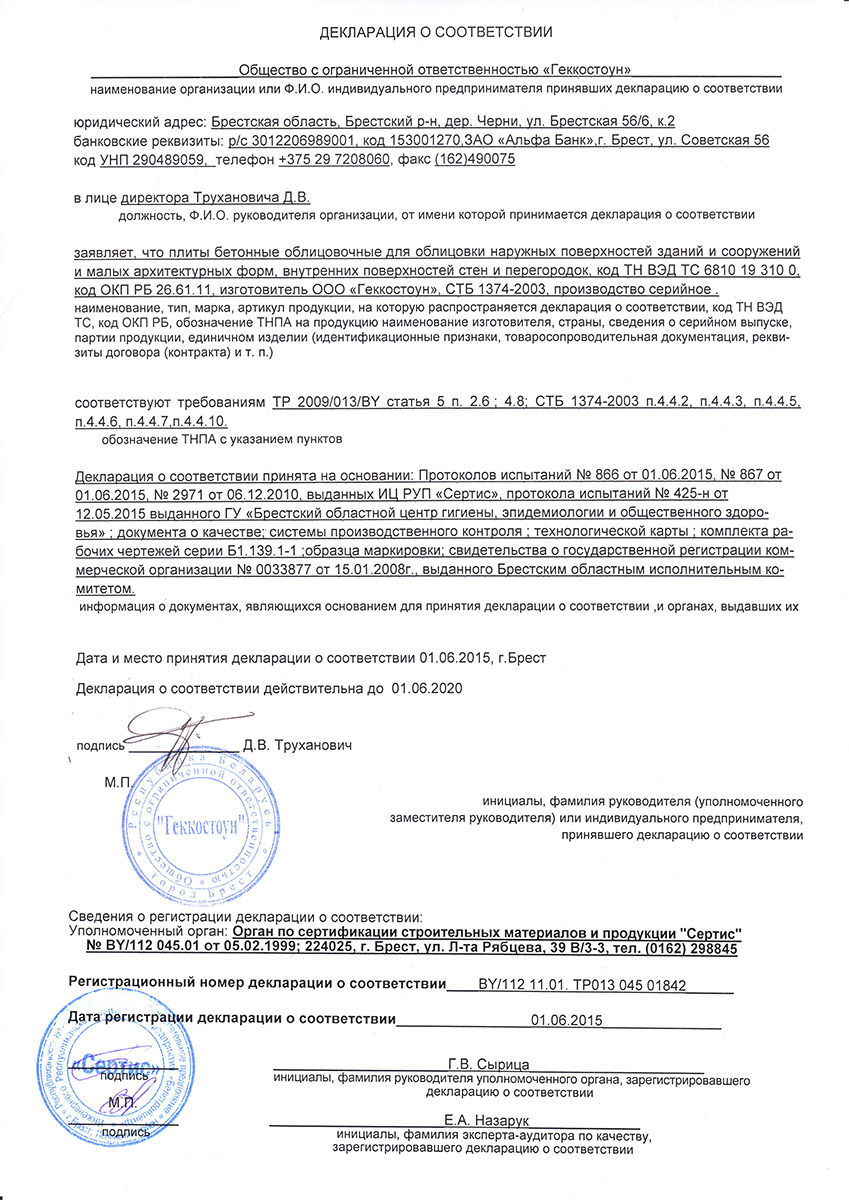 ДЕКЛАРАЦИЯ О СООТВЕТСТВИИ
Общество с ограниченной ответственностью «Геккостоун»
наименование организации или Ф.И.О. индивидуального предпринимателя принявших декларацию о соответствии
юридический адрес: Брестская область, Брестский р-н, дер. Черни, ул. Брестская 56/6, к.2
банковские реквизиты: р/с 3012206989001, код 153001270,ЗАО «Альфа Банк»,г. Брест, ул. Советская 56
код УНП 290489059, телефон +375 29 7208060, факс (162)490075
в лице директора Трухановича Д.В.
должность, Ф.И.О. руководителя организации, от имени которой принимается декларация о соответствии
заявляет, что плиты бетонные облицовочные для облицовки наружных поверхностей зданий и сооружений
и малых архитектурных форм, внутренних поверхностей стен и перегородок, код ТН ВЭД ТС 6810 19 310 0,
код ОКП РБ 26.61.11, изготовитель ООО «Геккостоун», СТБ 1374-2003, производство серийное .
наименование, тип, марка, артикул продукции, на которую распространяется декларация о соответствии, код ТН ВЭД
ТС, код ОКП РБ, обозначение ТНПА на продукцию наименование изготовителя, страны, сведения о серийном выпуске,
партии продукции, единичном изделии (идентификационные признаки, товаросопроводительная документация, рекви-
зиты договора (контракта) и т. п.)
соответствуют требованиям ТР 2009/013/BY статья 5 п. 2.6 ; 4.8; СТБ 1374-2003 п.4.4.2, п.4.4.3, п.4.4.5,
п.4.4.6, п.4.4.7,п.4.4.10.
обозначение ТНПА с указанием пунктов
Декларация о соответствии принята на основании: Протоколов испытаний № 866 от 01.06.2015, № 867 от
01.06.2015, № 2971 от 06.12.2010, выданных ИЦ РУП «Сертис», протокола испытаний № 425-н от
12.05.2015 выданного ГУ «Брестский областной центр гигиены, эпидемиологии и общественного здоро-
вья» ; документа о качестве; системы производственного контроля ; технологической карты ; комплекта ра-
бочих чертежей серии Б1.139.1-1 ;образца маркировки; свидетельства о государственной регистрации ком-
мерческой организации № 0033877 от 15.01.2008г., выданного Брестским областным исполнительным ко-
митетом.
информация о документах, являющихся основанием для принятия декларации о соответствии ,и органах, выдавших их
Дата и место принятия декларации о соответствии 01.06.2015, г.Брест
Декларация о соответствии действительна до 01.06.2020
подпись Д.В. Труханович
М.П.
Республика Беларусь
Общество с ограниченной ответственностью
"Геккостоун"
город Брест
инициалы, фамилия руководителя (уполномоченного
заместителя руководителя) или индивидуального предпринимателя,
принявшего декларацию о соответствии
Сведения о регистрации декларации о соответствии:
Уполномоченный орган: Орган по сертификации строительных материалов и продукции "Сертис"
№ BY/112 045.01 от 05.02.1999; 224025, г. Брест, ул. Л-та Рябцева, 39 В/3-3, тел. (0162) 298845
Регистрационный номер декларации о соответствии BY/112 11.01. ТР013 045 01842
Дата регистрации декларации о соответствии 01.06.2015
«Сертис»
подпись
Г.В. Сырица
инициалы, фамилия руководителя уполномоченного органа, зарегистрировавшего
декларацию о соответствии
М.П.
подпись
Е.А. Назарук
инициалы, фамилия эксперта-аудитора по качеству,
зарегистрировавшего декларацию о соответствии